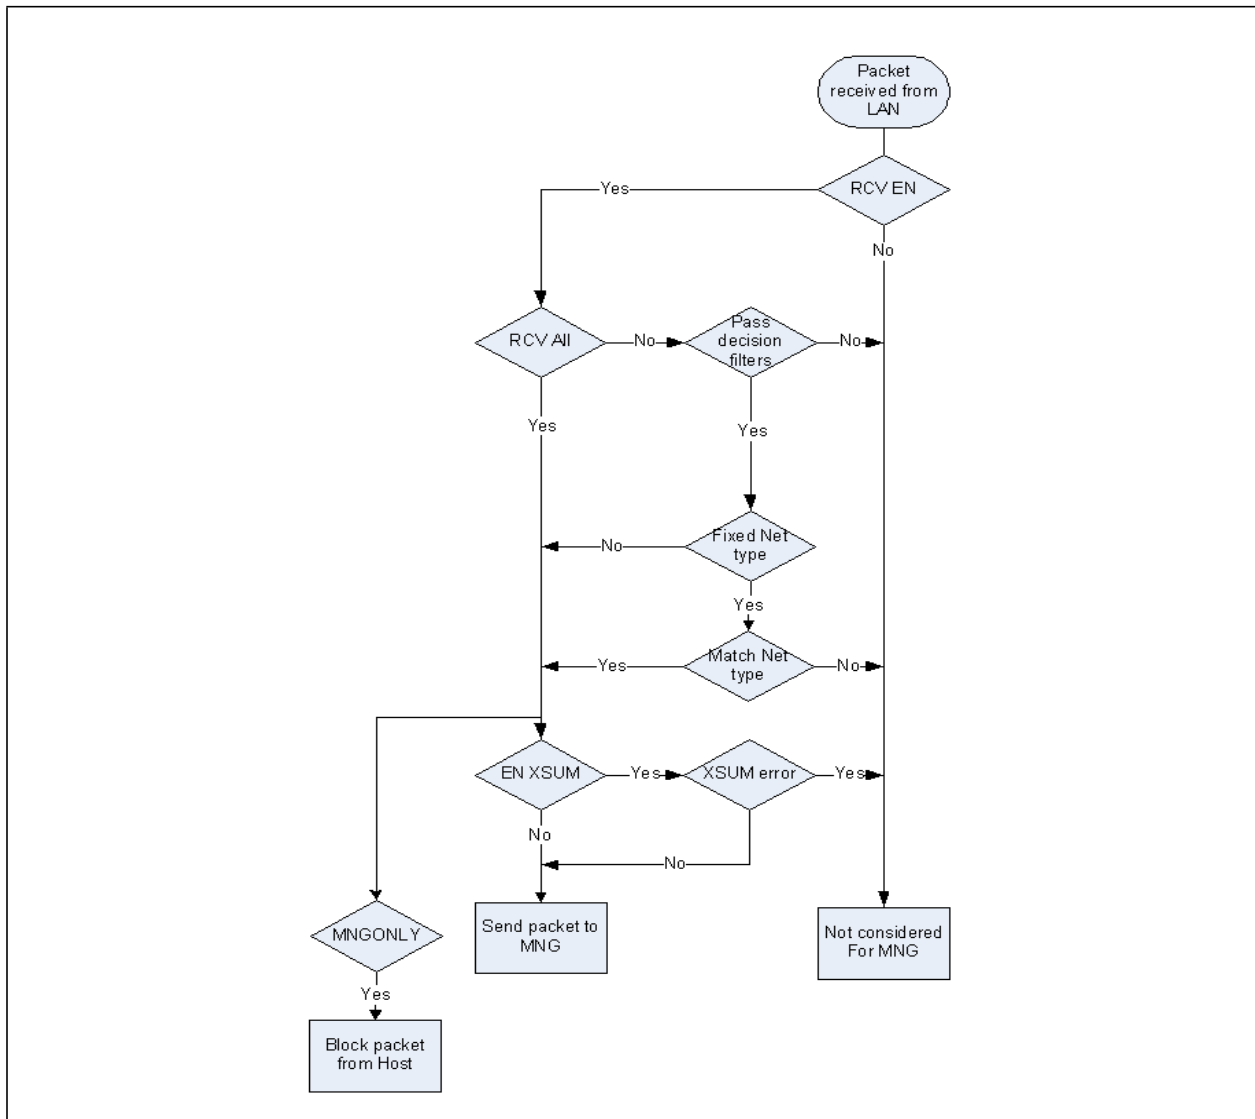 Packet
received from
LAN
RCV EN
Yes
No
RCV All
No
Pass
decision
filters
No
Yes
Yes
Fixed Net
type
No
Yes
Match Net
type
Yes
No
EN XSUM
Yes
XSUM error
Yes
No
No
MNGONLY
Send packet to
MNG
Not considered
For MNG
Yes
Block packet
from Host